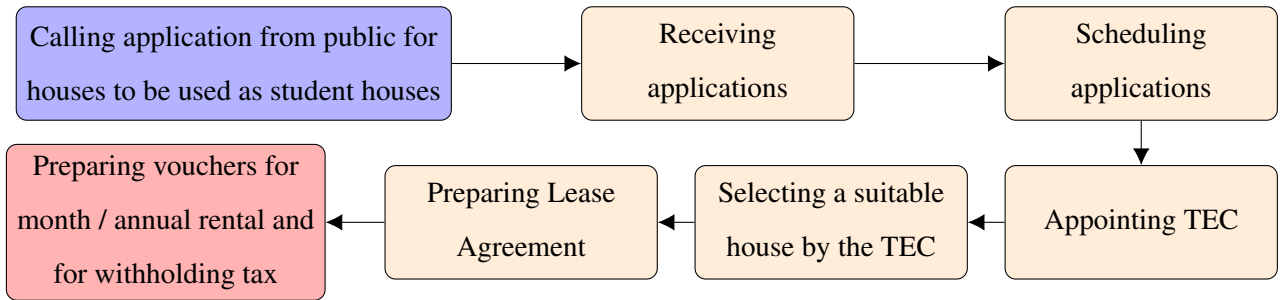 Calling application from public for
houses to be used as student houses
Receiving
applications
Scheduling
applications
Appointing TEC
Selecting a suitable
house by the TEC
Preparing Lease
Agreement
Preparing vouchers for
month / annual rental and
for withholding tax